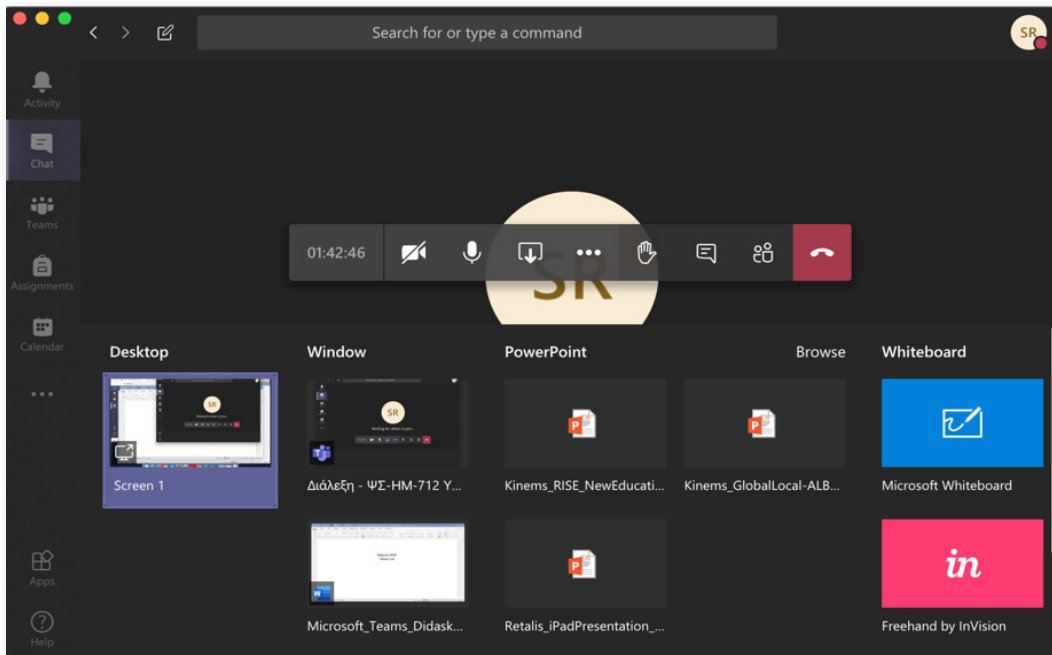 Search for or type a command
SR
Activity
Chat
Teams
Assignments
Calendar
Apps
Help
01:42:46
SR
Desktop
Window
PowerPoint
Browse
Whiteboard
SR
SR
Screen 1
Διάλεξη - ΨΣ-ΗΜ-712 Υ...
Kinems_RISE_NewEducati...
Kinems_GlobalLocal-ALB...
Microsoft Whiteboard
W
P
P
P
in
Microsoft_Teams_Didask...
Retalis_iPadPresentation_...
Freehand by InVision